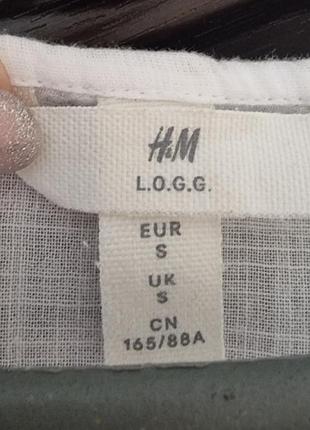 H&M
L.O.G.G.
EUR
S
UK
S
CN
165/88A